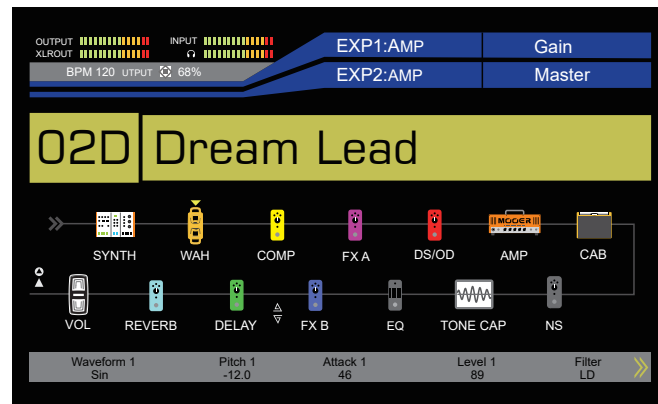 OUTPUT INPUT
XLROUT
BPM 120 UTPUT 68%
EXP1:AMP Gain
EXP2:AMP Master
02D Dream Lead
MOOER
SYNTH WAH COMP FX A DS/OD AMP CAB
VOL REVERB DELAY FX B EQ TONE CAP NS
Waveform 1 Pitch 1 Attack 1 Level 1 Filter
Sin -12.0 46 89 LD